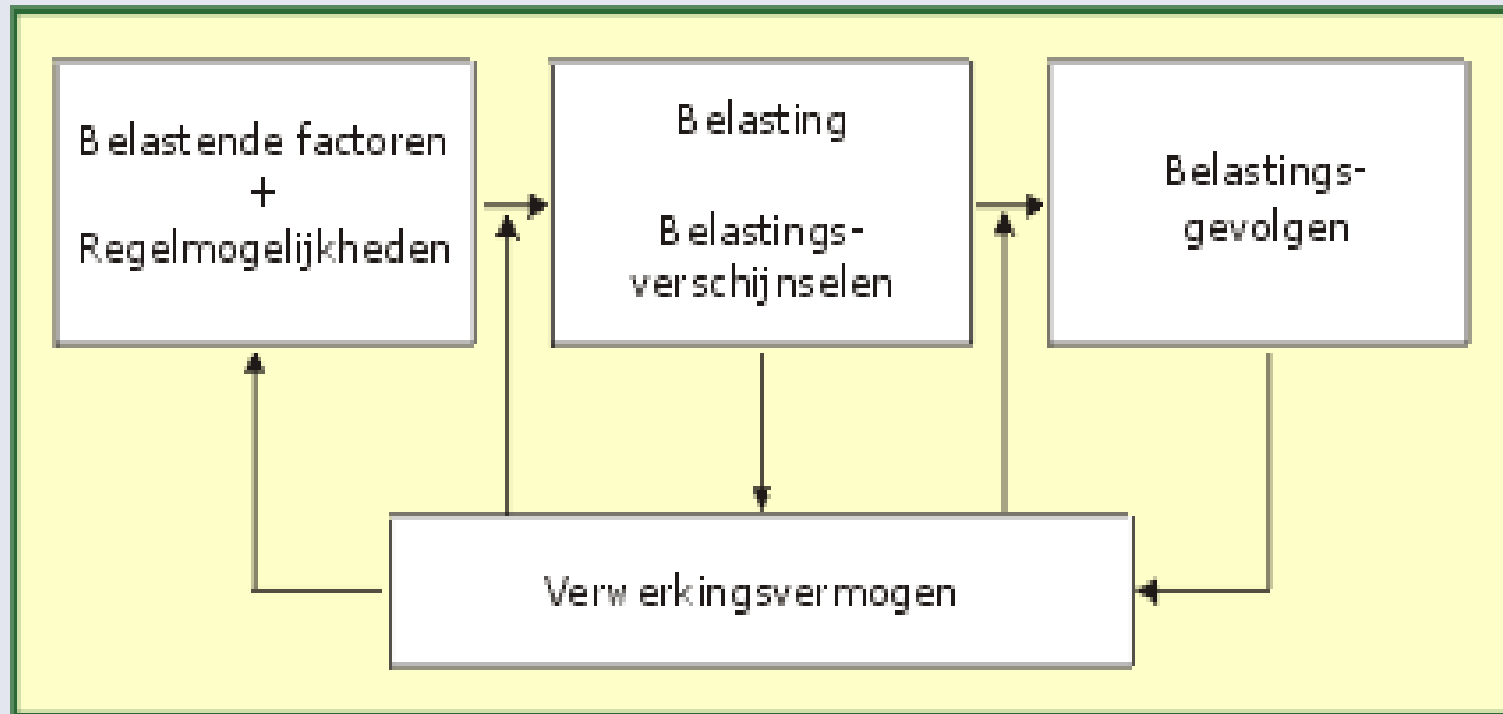 Belastende factoren
+
Regelmogelijkheden
Belasting
Belastings-
verschijnselen
Belastings-
gevolgen
Verwerkingsvermogen